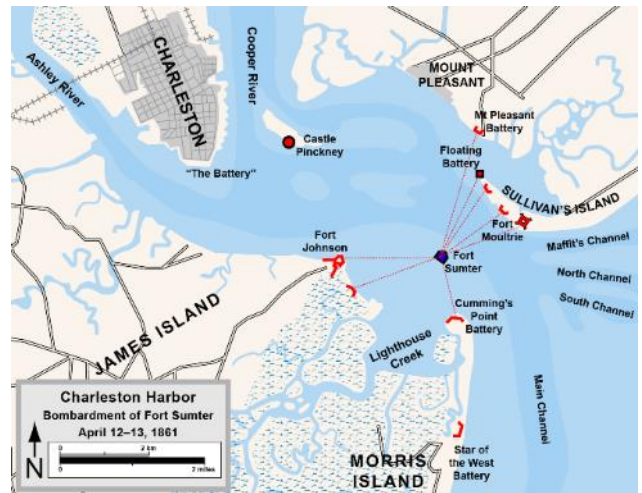 Ashley River
CHARLESTON
Cooper River
MOUNT
PLEASANT
Mt Pleasant
Battery
Castle
Pinckney
Floating
Battery
"The Battery"
SULLIVAN'S ISLAND
Fort
Johnson
Fort
Moultrie
Maffit's Channel
Fort
Sumter
North Channel
South Channel
Cumming's
Point
Battery
JAMES ISLAND
Lighthouse
Creek
Main Channel
Charleston Harbor
Bombardment of Fort Sumter
April 12–13, 1861
0
2 km
0
2 miles
N
Star of
the West
Battery
MORRIS
ISLAND